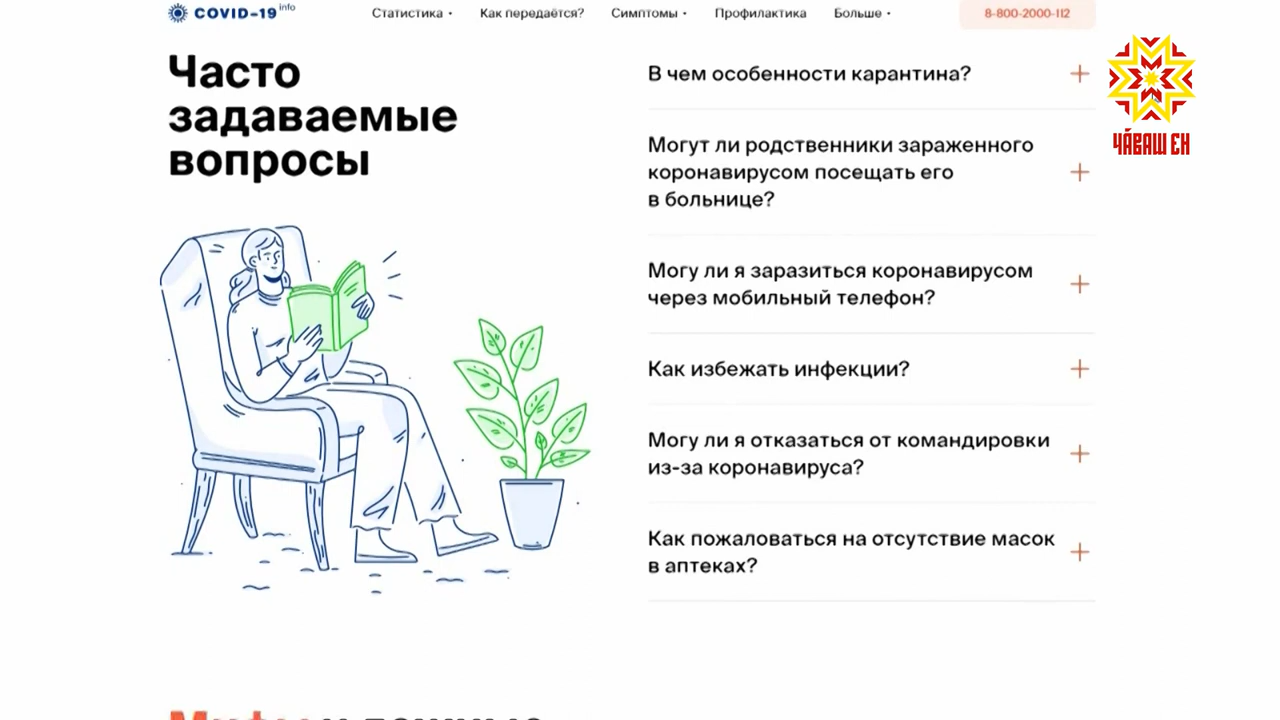 COVID-19 info
Статистика
Как передаётся?
Симптомы
Профилактика
Больше
8-800-2000-112
Часто
задаваемые
вопросы
В чем особенности карантина?
Могут ли родственники зараженного
коронавирусом посещать его
в больнице?
Могу ли я заразиться коронавирусом
через мобильный телефон?
Как избежать инфекции?
Могу ли я отказаться от командировки
из-за коронавируса?
Как пожаловаться на отсутствие масок
в аптеках?
ЧӐВАШ ЕН